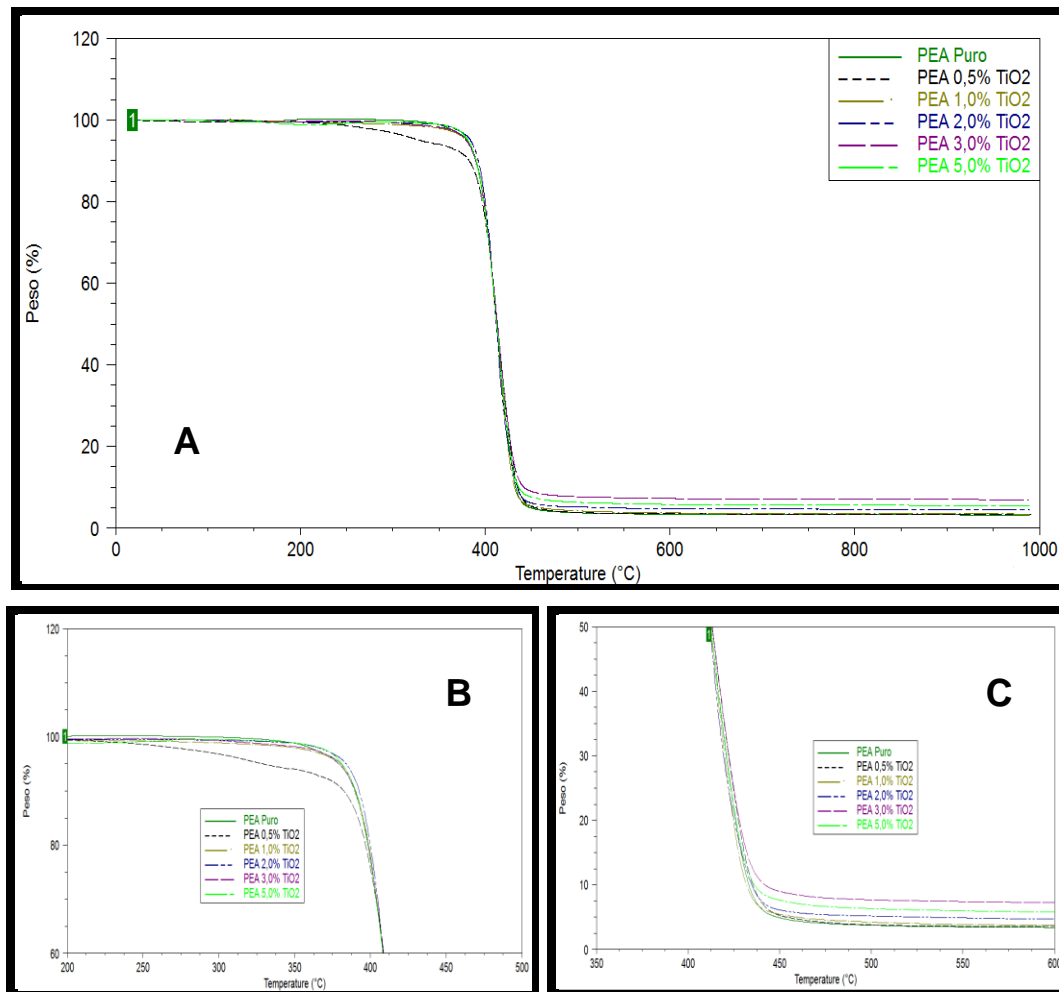 120
100
80
60
40
20
0
Peso (%)
1
PEA Puro
PEA 0,5% TiO2
PEA 1,0% TiO2
PEA 2,0% TiO2
PEA 3,0% TiO2
PEA 5,0% TiO2
A
0 200 400 600 800 1000
Temperature (°C)
120
100
80
60
Peso (%)
1
B
PEA Puro
PEA 0,5% TiO2
PEA 1,0% TiO2
PEA 2,0% TiO2
PEA 3,0% TiO2
PEA 5,0% TiO2
200 250 300 350 400 450 500
Temperature (°C)
50
40
30
20
10
0
Peso (%)
1
C
PEA Puro
PEA 0,5% TiO2
PEA 1,0% TiO2
PEA 2,0% TiO2
PEA 3,0% TiO2
PEA 5,0% TiO2
350 400 450 500 550 600
Temperature (°C)